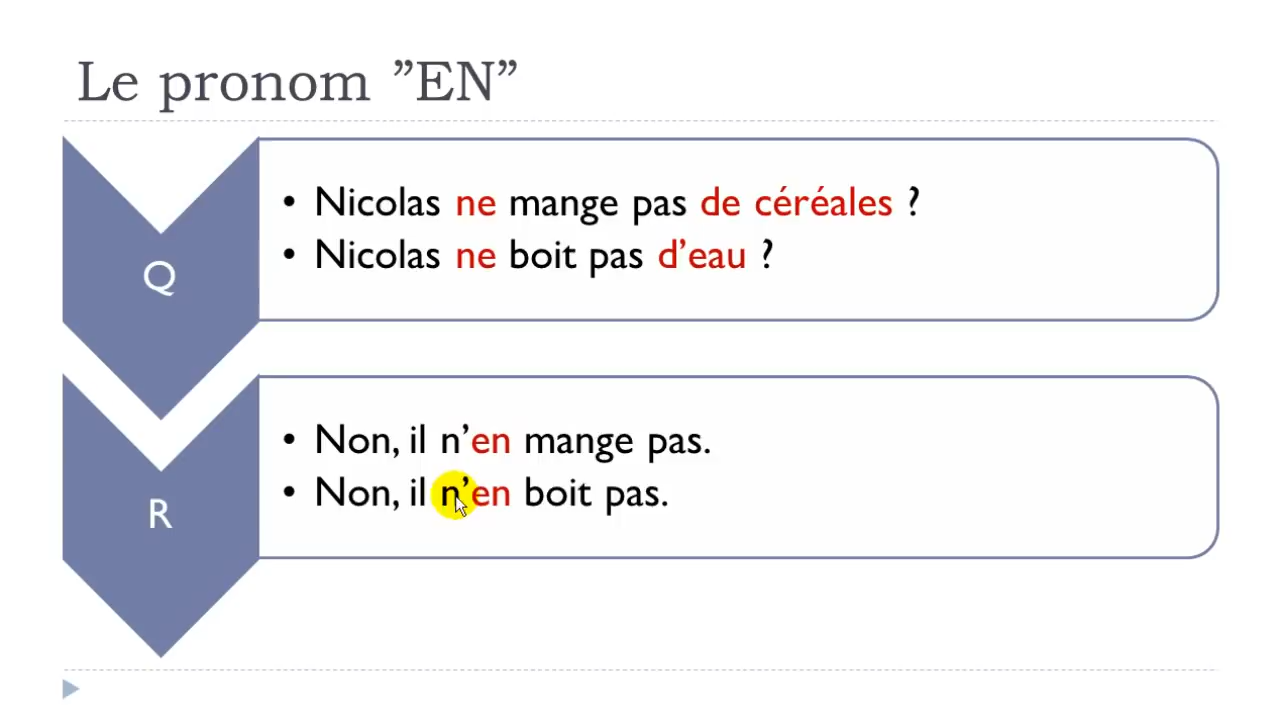 Le pronom ”EN”
Q
• Nicolas ne mange pas de céréales ?
• Nicolas ne boit pas d’eau ?
R
• Non, il n’en mange pas.
• Non, il n’en boit pas.